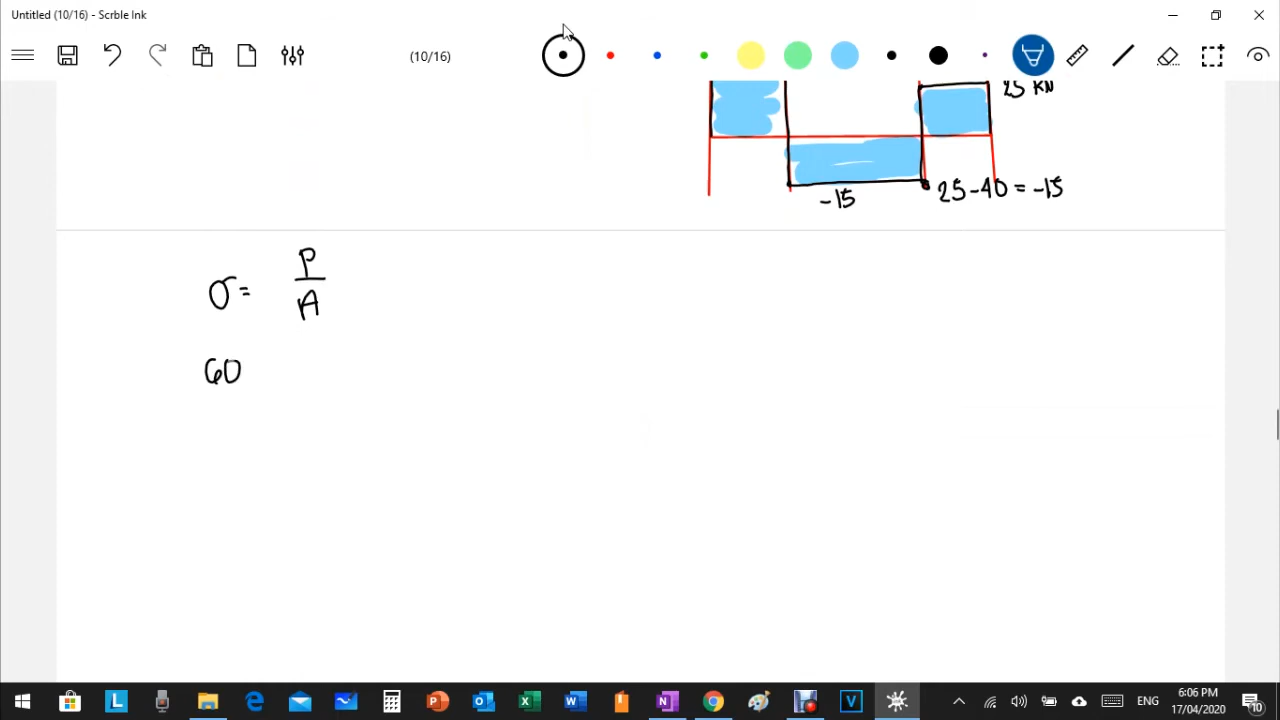 Untitled (10/16) - Scrble Ink
(10/16)
25 KN
25-40 = -15
-15
σ = P/A
60
ENG
6:06 PM
17/04/2020
10